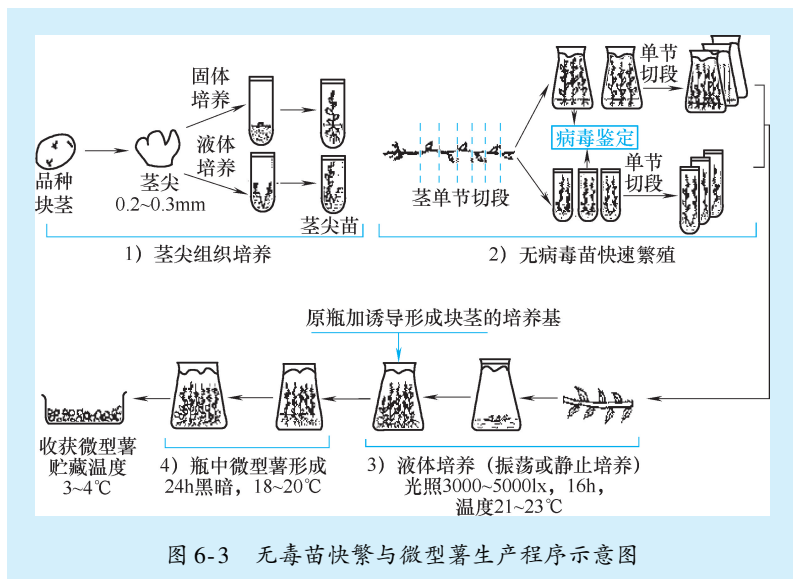 固体
培养
液体
培养
品种
块茎
茎尖
0.2~0.3mm
茎尖苗
1）茎尖组织培养
单节
切段
病毒鉴定
单节
切段
茎单节切段
2）无病毒苗快速繁殖
原瓶加诱导形成块茎的培养基
收获微型薯
贮藏温度
3~4℃
4）瓶中微型薯形成
24h黑暗，18~20℃
3）液体培养（振荡或静止培养）
光照3000~5000lx，16h，
温度21~23℃
图 6-3 无毒苗快繁与微型薯生产程序示意图